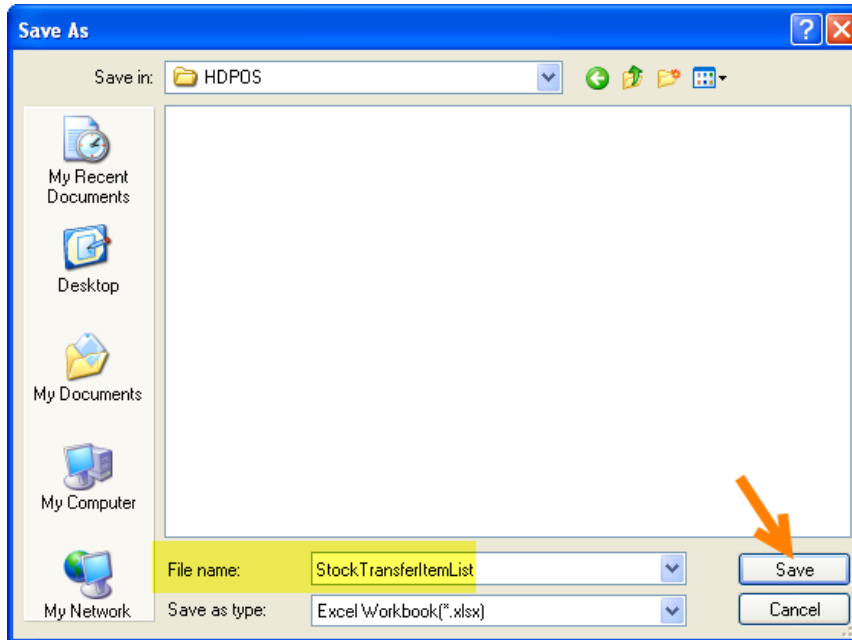 Save As
Save in: HDPOS
My Recent
Documents
Desktop
My Documents
My Computer
My Network
File name: StockTransferItemList
Save as type: Excel Workbook(*.xlsx)
Save
Cancel